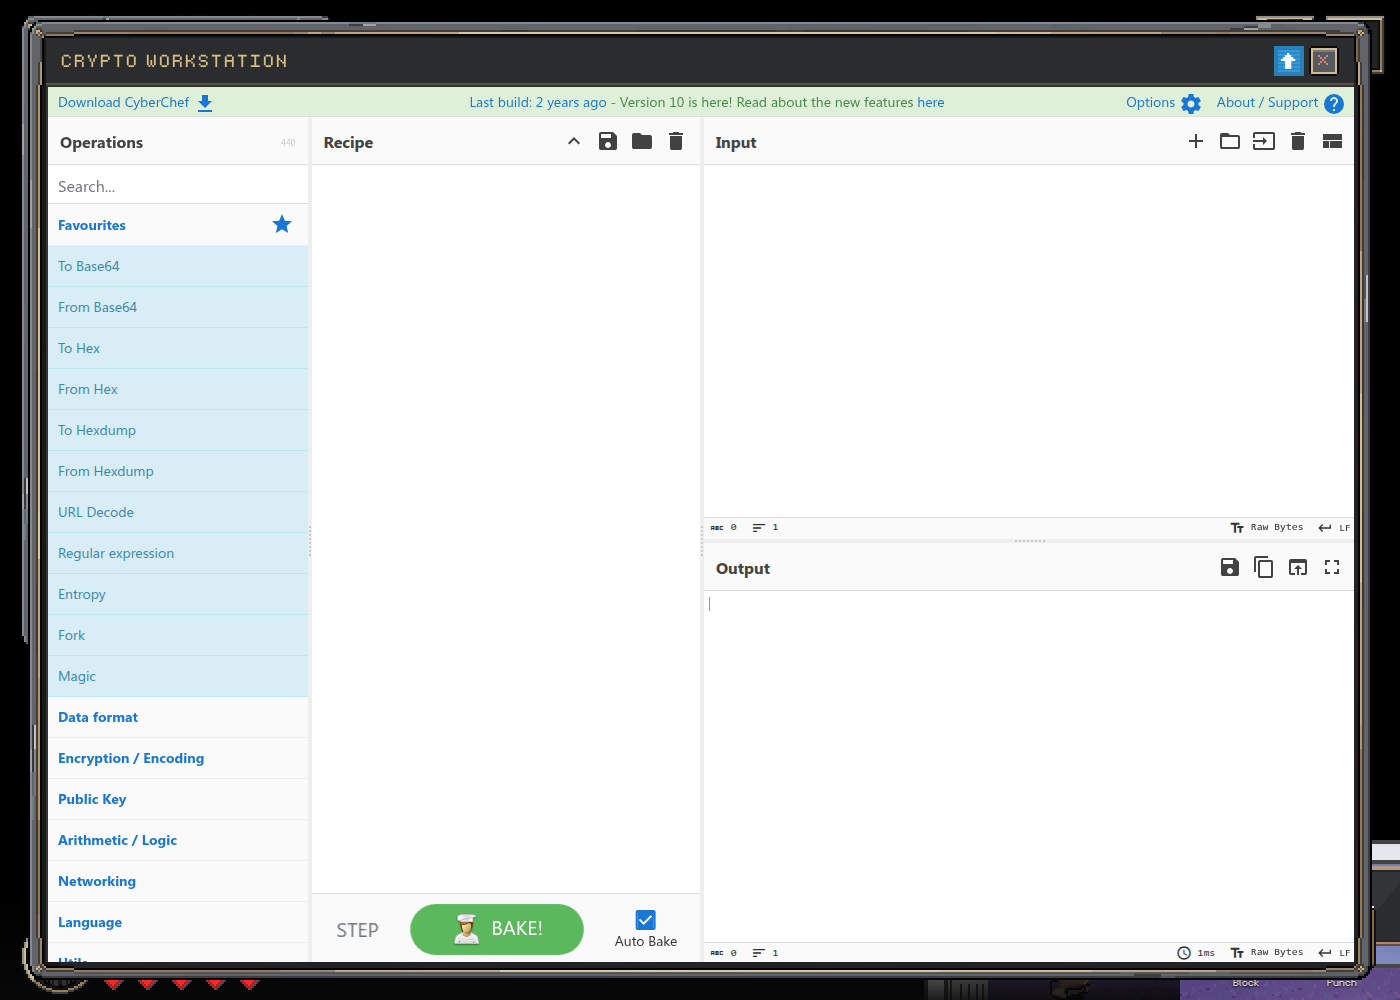 CRYPTO WORKSTATION
Download CyberChef
Last build: 2 years ago - Version 10 is here! Read about the new features here
Options
About / Support
Operations
440
Search...
Favourites
To Base64
From Base64
To Hex
From Hex
To Hexdump
From Hexdump
URL Decode
Regular expression
Entropy
Fork
Magic
Data format
Encryption / Encoding
Public Key
Arithmetic / Logic
Networking
Language
Utils
Recipe
STEP
BAKE!
Auto Bake
Input
ABC 0
1
Raw Bytes
LF
Output
ABC 0
1
1ms
Raw Bytes
LF
Block
Punch